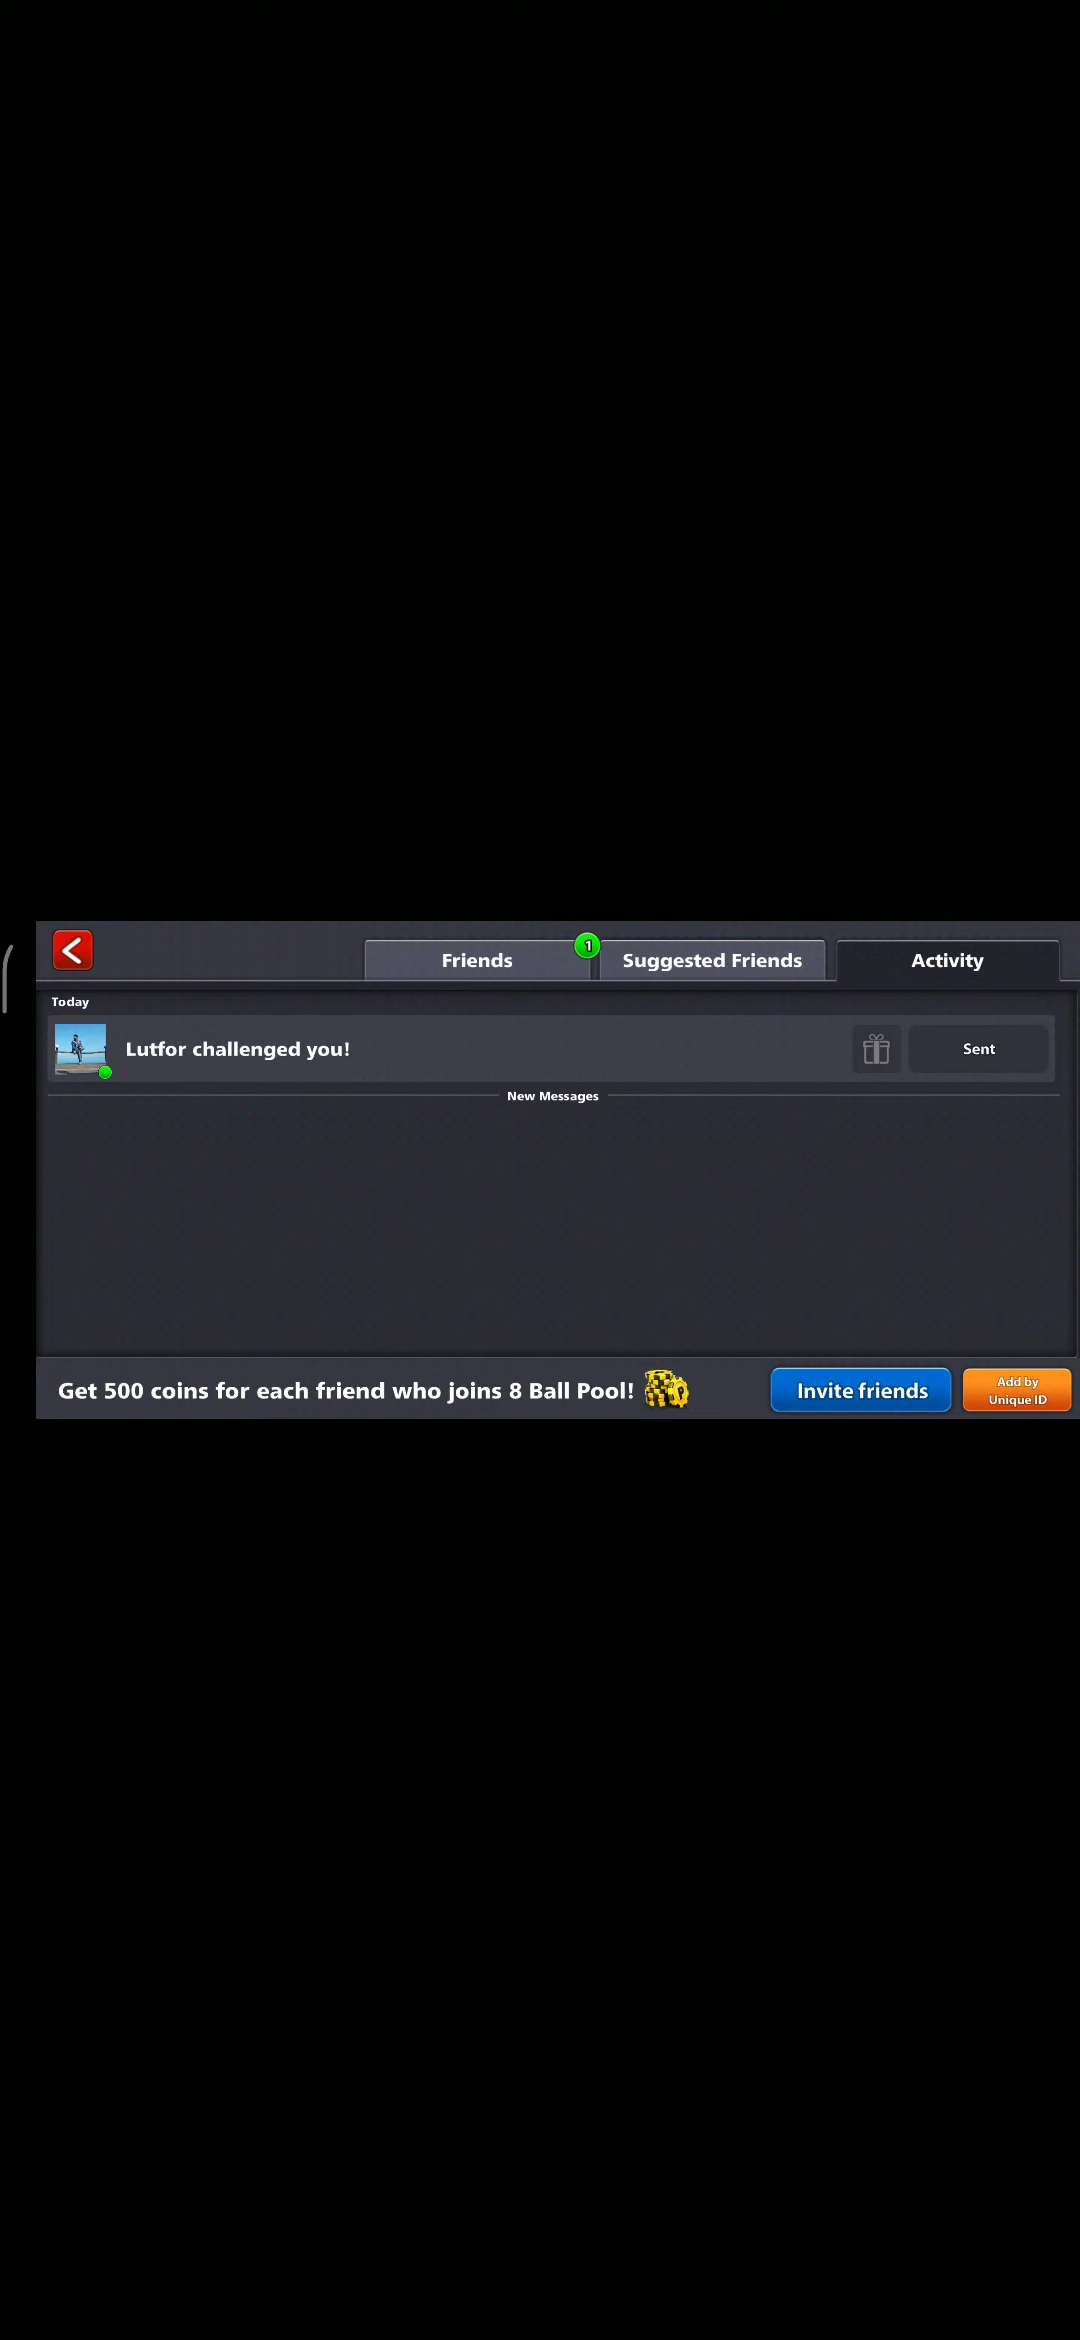 Friends
1
Suggested Friends
Activity
Today
Lutfor challenged you!
Sent
New Messages
Get 500 coins for each friend who joins 8 Ball Pool!
Invite friends
Add by
Unique ID